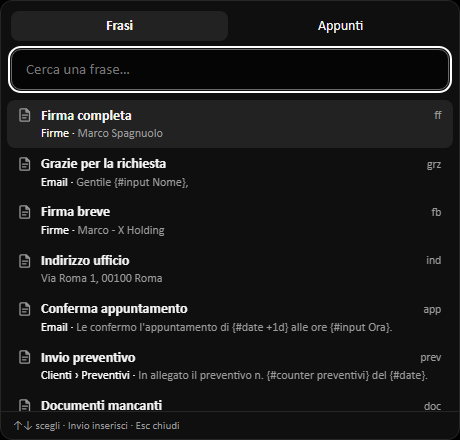 Frasi
Appunti
Cerca una frase...
Firma completa
ff
Firme · Marco Spagnuolo
Grazie per la richiesta
grz
Email · Gentile {#input Nome},
Firma breve
fb
Firme · Marco - X Holding
Indirizzo ufficio
ind
Via Roma 1, 00100 Roma
Conferma appuntamento
app
Email · Le confermo l'appuntamento di {#date +1d} alle ore {#input Ora}.
Invio preventivo
prev
Clienti › Preventivi · In allegato il preventivo n. {#counter preventivi} del {#date}.
Documenti mancanti
doc
↑↓ scegli · Invio inserisci · Esc chiudi